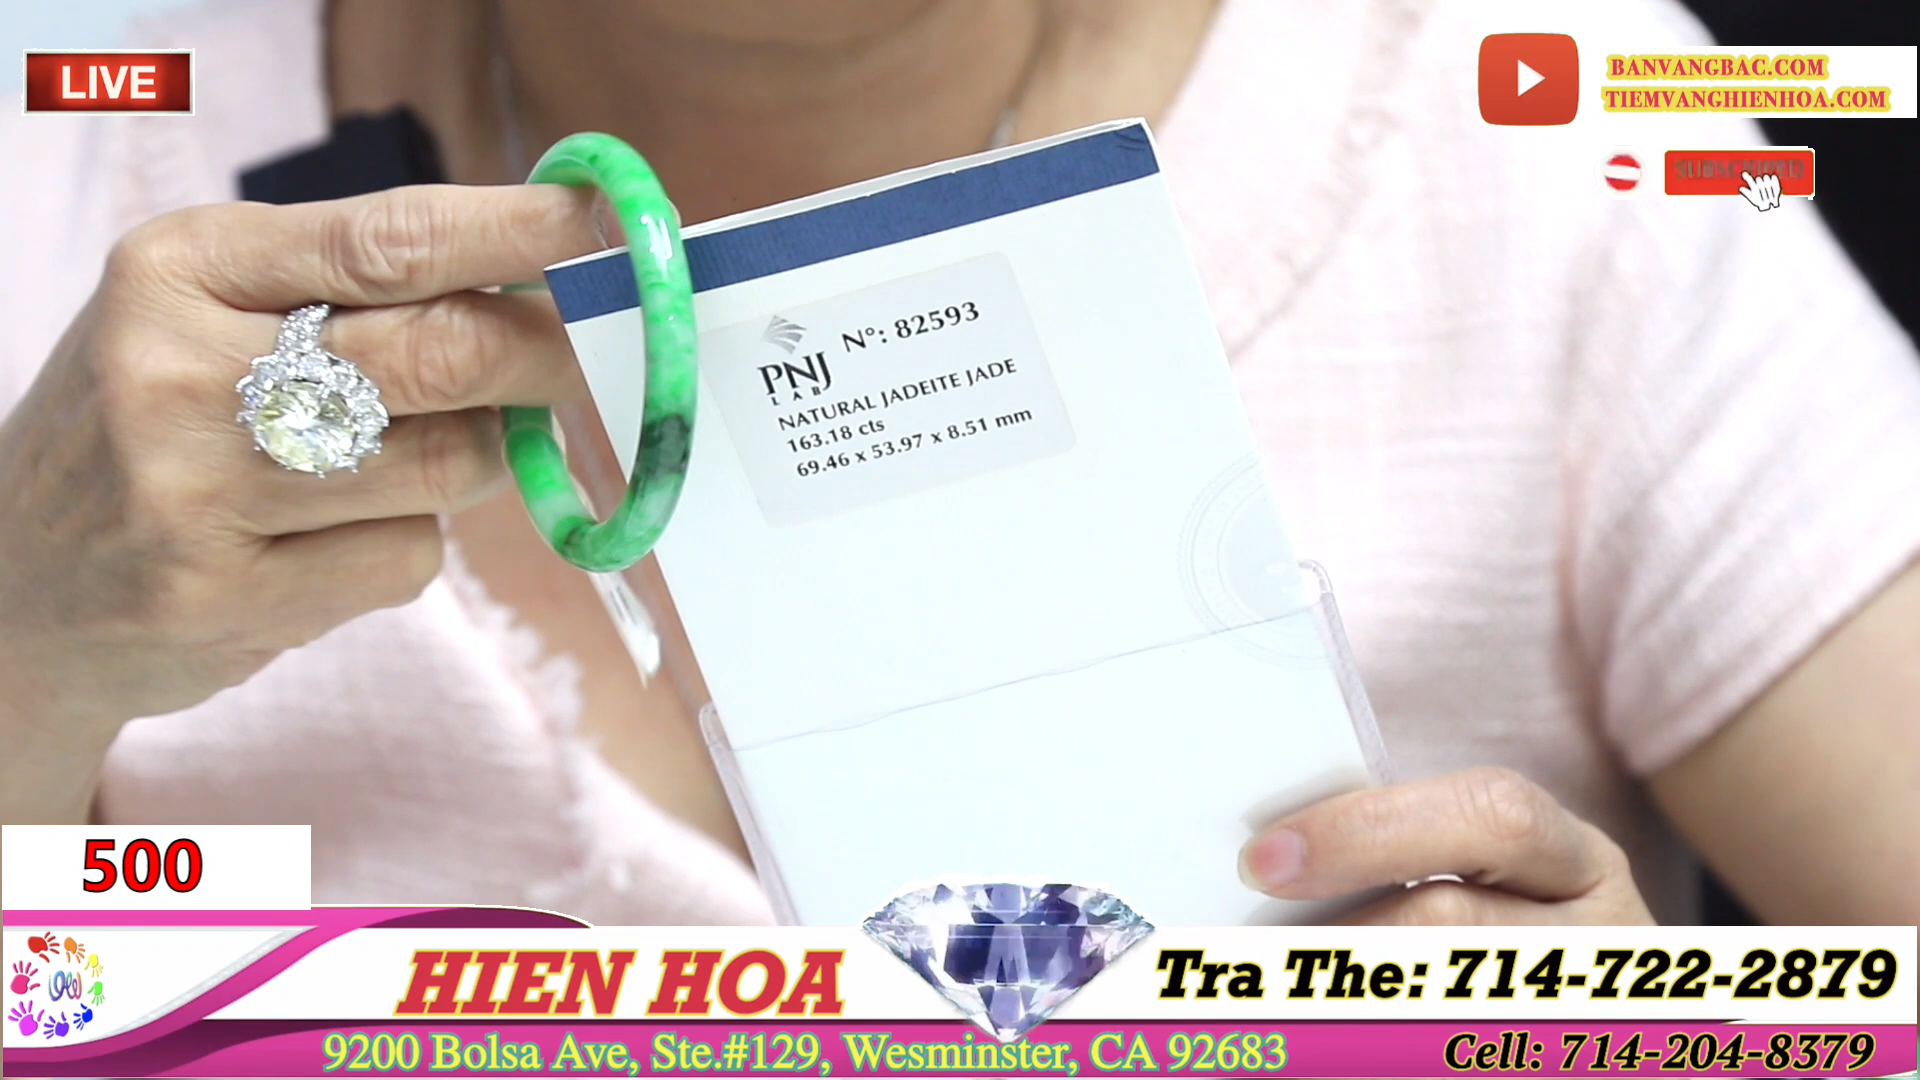 LIVE
BANVANGBAC.COM
TIEMVANGHIENHOA.COM
SUBSCRIBED
N°: 82593
PNJ
LAB
NATURAL JADEITE JADE
163.18 cts
69.46 x 53.97 x 8.51 mm
500
HIEN HOA
Tra The: 714-722-2879
9200 Bolsa Ave, Ste.#129, Wesminster, CA 92683
Cell: 714-204-8379